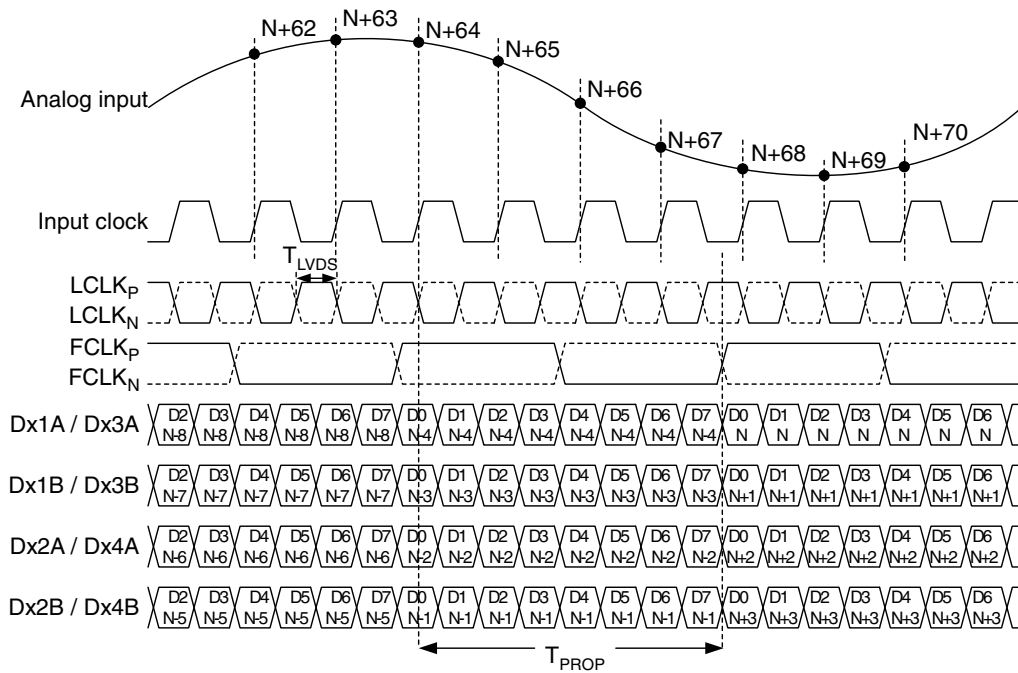 N+62 N+63 N+64 N+65 N+66 N+67 N+68 N+69 N+70
Analog input
Input clock
T_LVDS
LCLK_P
LCLK_N
FCLK_P
FCLK_N
D2 D3 D4 D5 D6 D7 D0 D1 D2 D3 D4 D5 D6 D7 D0 D1 D2 D3 D4 D5 D6
Dx1A / Dx3A
N-8 N-8 N-8 N-8 N-8 N-8 N-4 N-4 N-4 N-4 N-4 N-4 N-4 N-4 N N N N N N N
D2 D3 D4 D5 D6 D7 D0 D1 D2 D3 D4 D5 D6 D7 D0 D1 D2 D3 D4 D5 D6
Dx1B / Dx3B
N-7 N-7 N-7 N-7 N-7 N-7 N-3 N-3 N-3 N-3 N-3 N-3 N-3 N-3 N+1 N+1 N+1 N+1 N+1 N+1 N+1
D2 D3 D4 D5 D6 D7 D0 D1 D2 D3 D4 D5 D6 D7 D0 D1 D2 D3 D4 D5 D6
Dx2A / Dx4A
N-6 N-6 N-6 N-6 N-6 N-6 N-2 N-2 N-2 N-2 N-2 N-2 N-2 N-2 N+2 N+2 N+2 N+2 N+2 N+2 N+2
D2 D3 D4 D5 D6 D7 D0 D1 D2 D3 D4 D5 D6 D7 D0 D1 D2 D3 D4 D5 D6
Dx2B / Dx4B
N-5 N-5 N-5 N-5 N-5 N-5 N-1 N-1 N-1 N-1 N-1 N-1 N-1 N-1 N+3 N+3 N+3 N+3 N+3 N+3 N+3
T_PROP